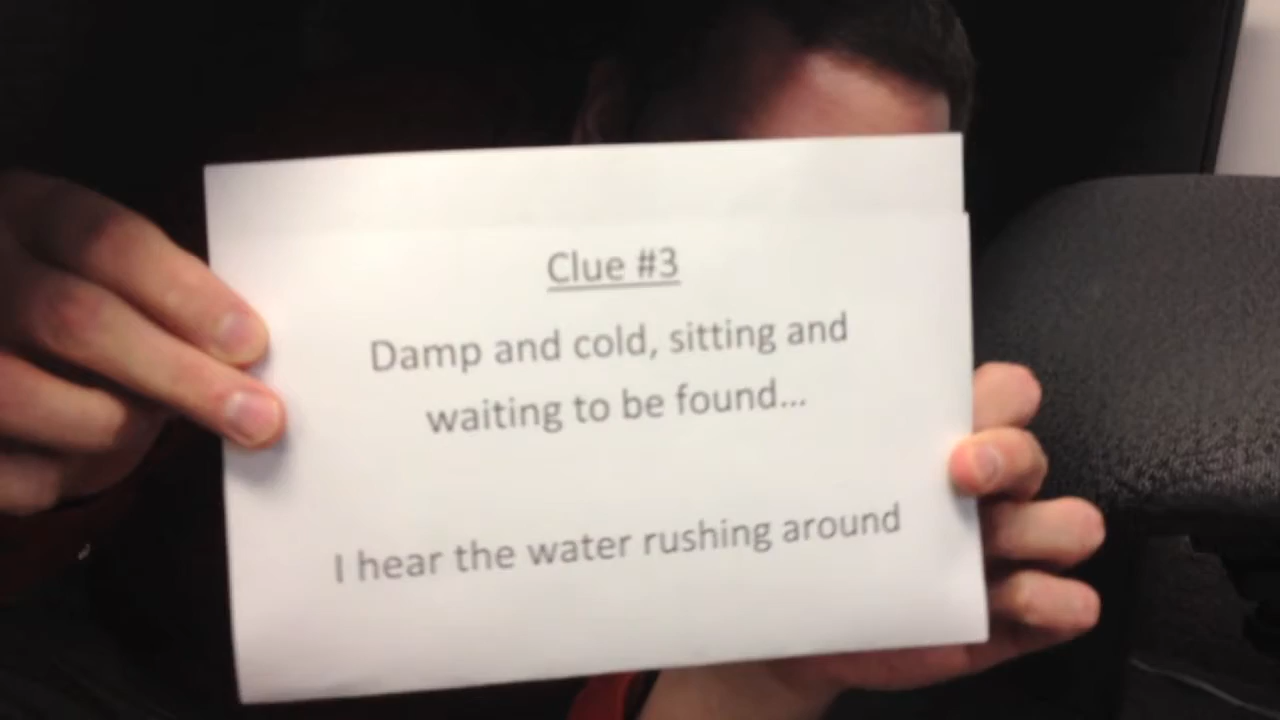 Clue #3
Damp and cold, sitting and
waiting to be found...
I hear the water rushing around